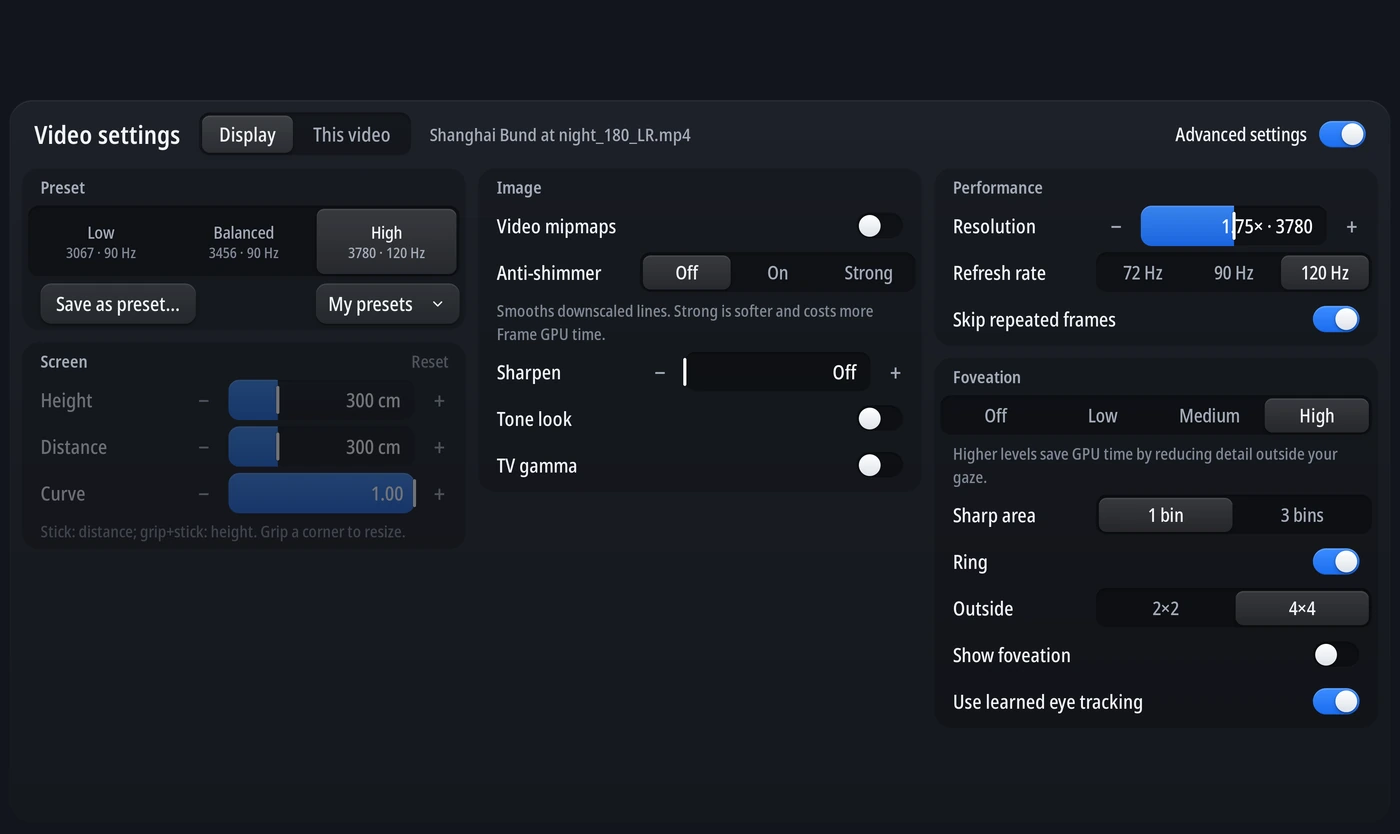 Video settings
Display
This video
Shanghai Bund at night_180_LR.mp4
Advanced settings
Preset
Low
3067 · 90 Hz
Balanced
3456 · 90 Hz
High
3780 · 120 Hz
Save as preset...
My presets
Screen
Reset
Height
− 300 cm +
Distance
− 300 cm +
Curve
− 1.00 +
Stick: distance; grip+stick: height. Grip a corner to resize.
Image
Video mipmaps
Anti-shimmer
Off
On
Strong
Smooths downscaled lines. Strong is softer and costs more
Frame GPU time.
Sharpen
− Off +
Tone look
TV gamma
Performance
Resolution
− 1.75× · 3780 +
Refresh rate
72 Hz
90 Hz
120 Hz
Skip repeated frames
Foveation
Off
Low
Medium
High
Higher levels save GPU time by reducing detail outside your
gaze.
Sharp area
1 bin
3 bins
Ring
Outside
2×2
4×4
Show foveation
Use learned eye tracking